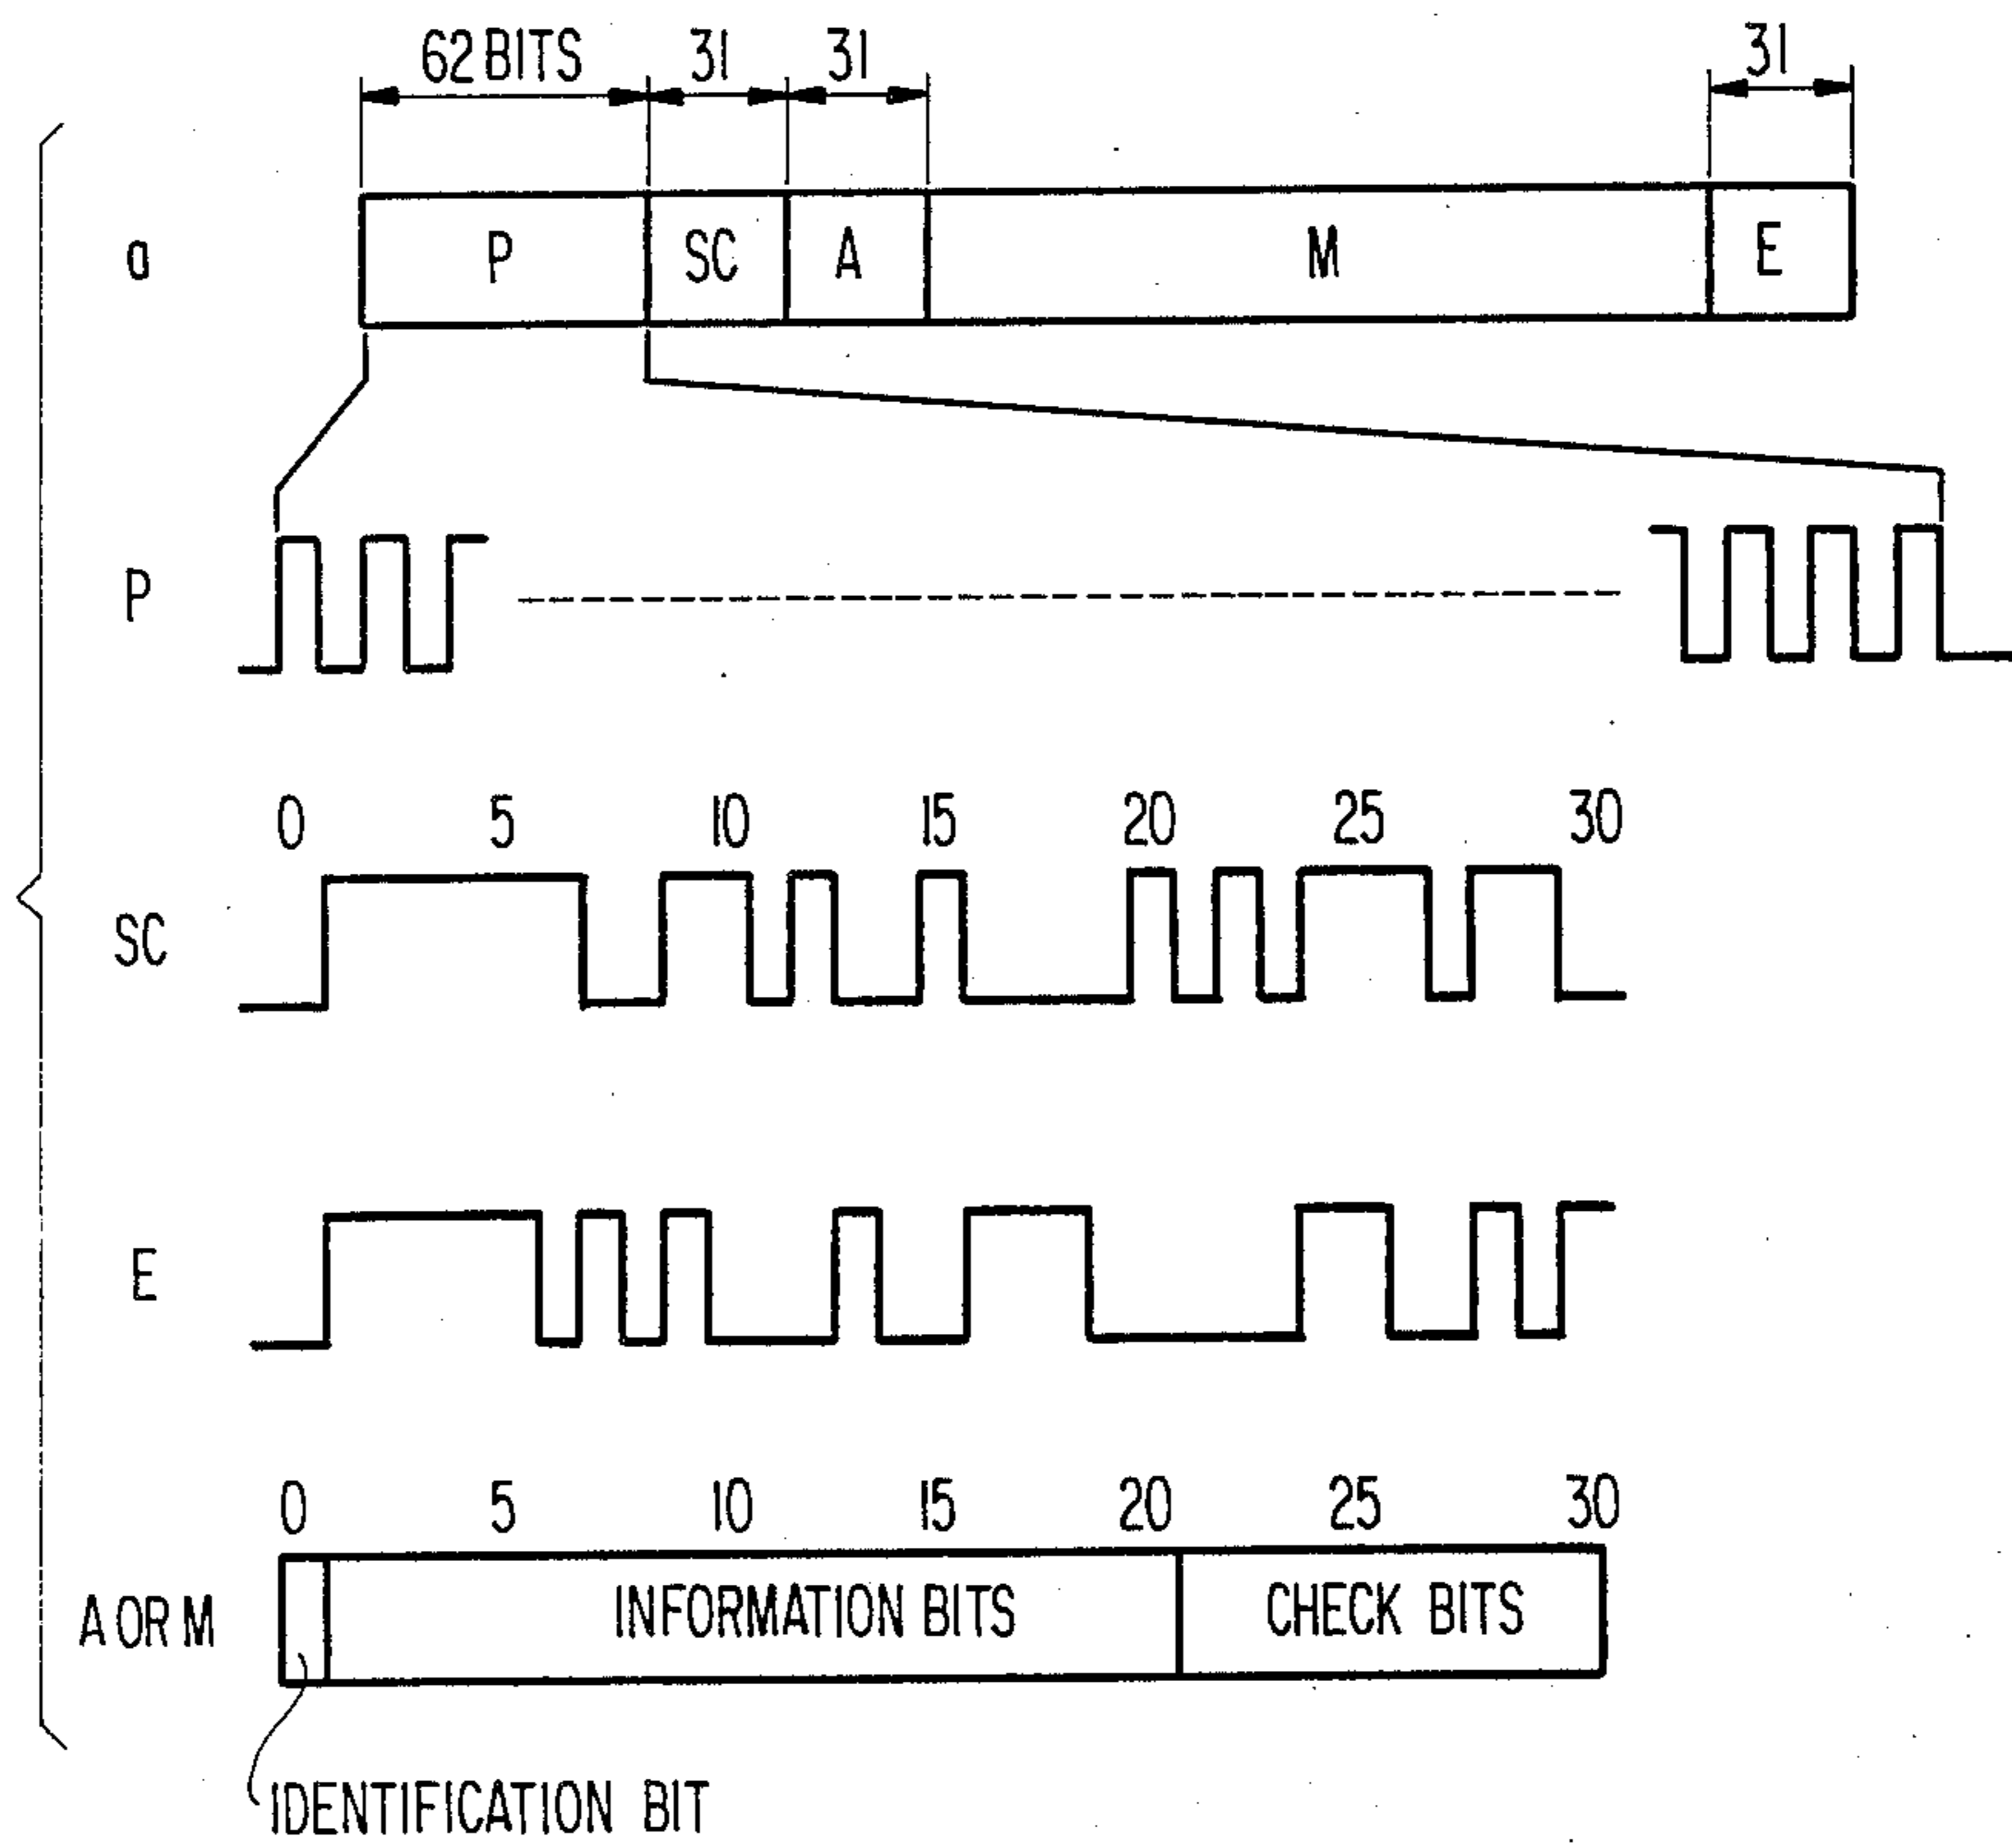 62 BITS 31 31 31
a P SC A M E
P
0 5 10 15 20 25 30
SC
E
0 5 10 15 20 25 30
A OR M INFORMATION BITS CHECK BITS
IDENTIFICATION BIT